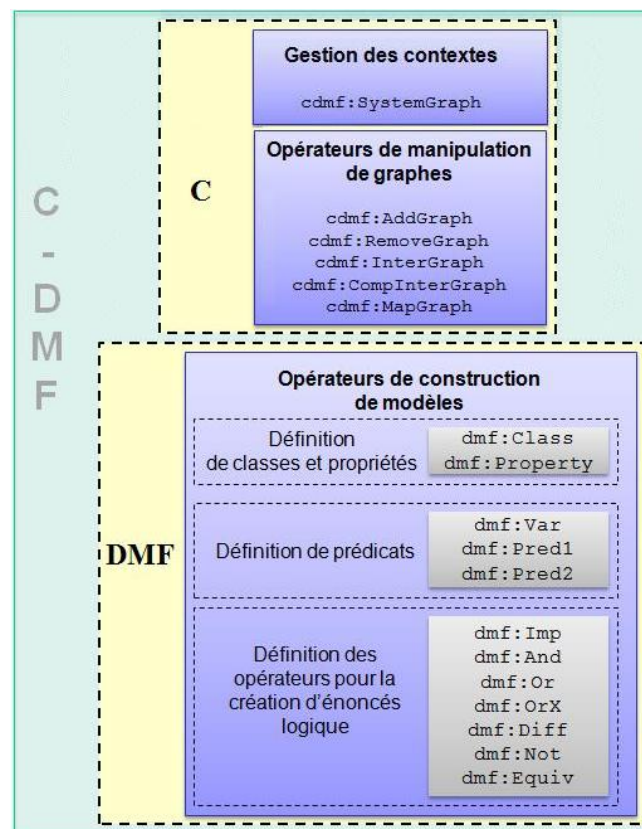 C
-
D
M
F
C
Gestion des contextes
cdmf:SystemGraph
Opérateurs de manipulation
de graphes
cdmf:AddGraph
cdmf:RemoveGraph
cdmf:InterGraph
cdmf:CompInterGraph
cdmf:MapGraph
DMF
Opérateurs de construction
de modèles
Définition
de classes et propriétés
dmf:Class
dmf:Property
Définition de prédicats
dmf:Var
dmf:Pred1
dmf:Pred2
Définition des
opérateurs pour la
création d'énoncés
logique
dmf:Imp
dmf:And
dmf:Or
dmf:OrX
dmf:Diff
dmf:Not
dmf:Equiv